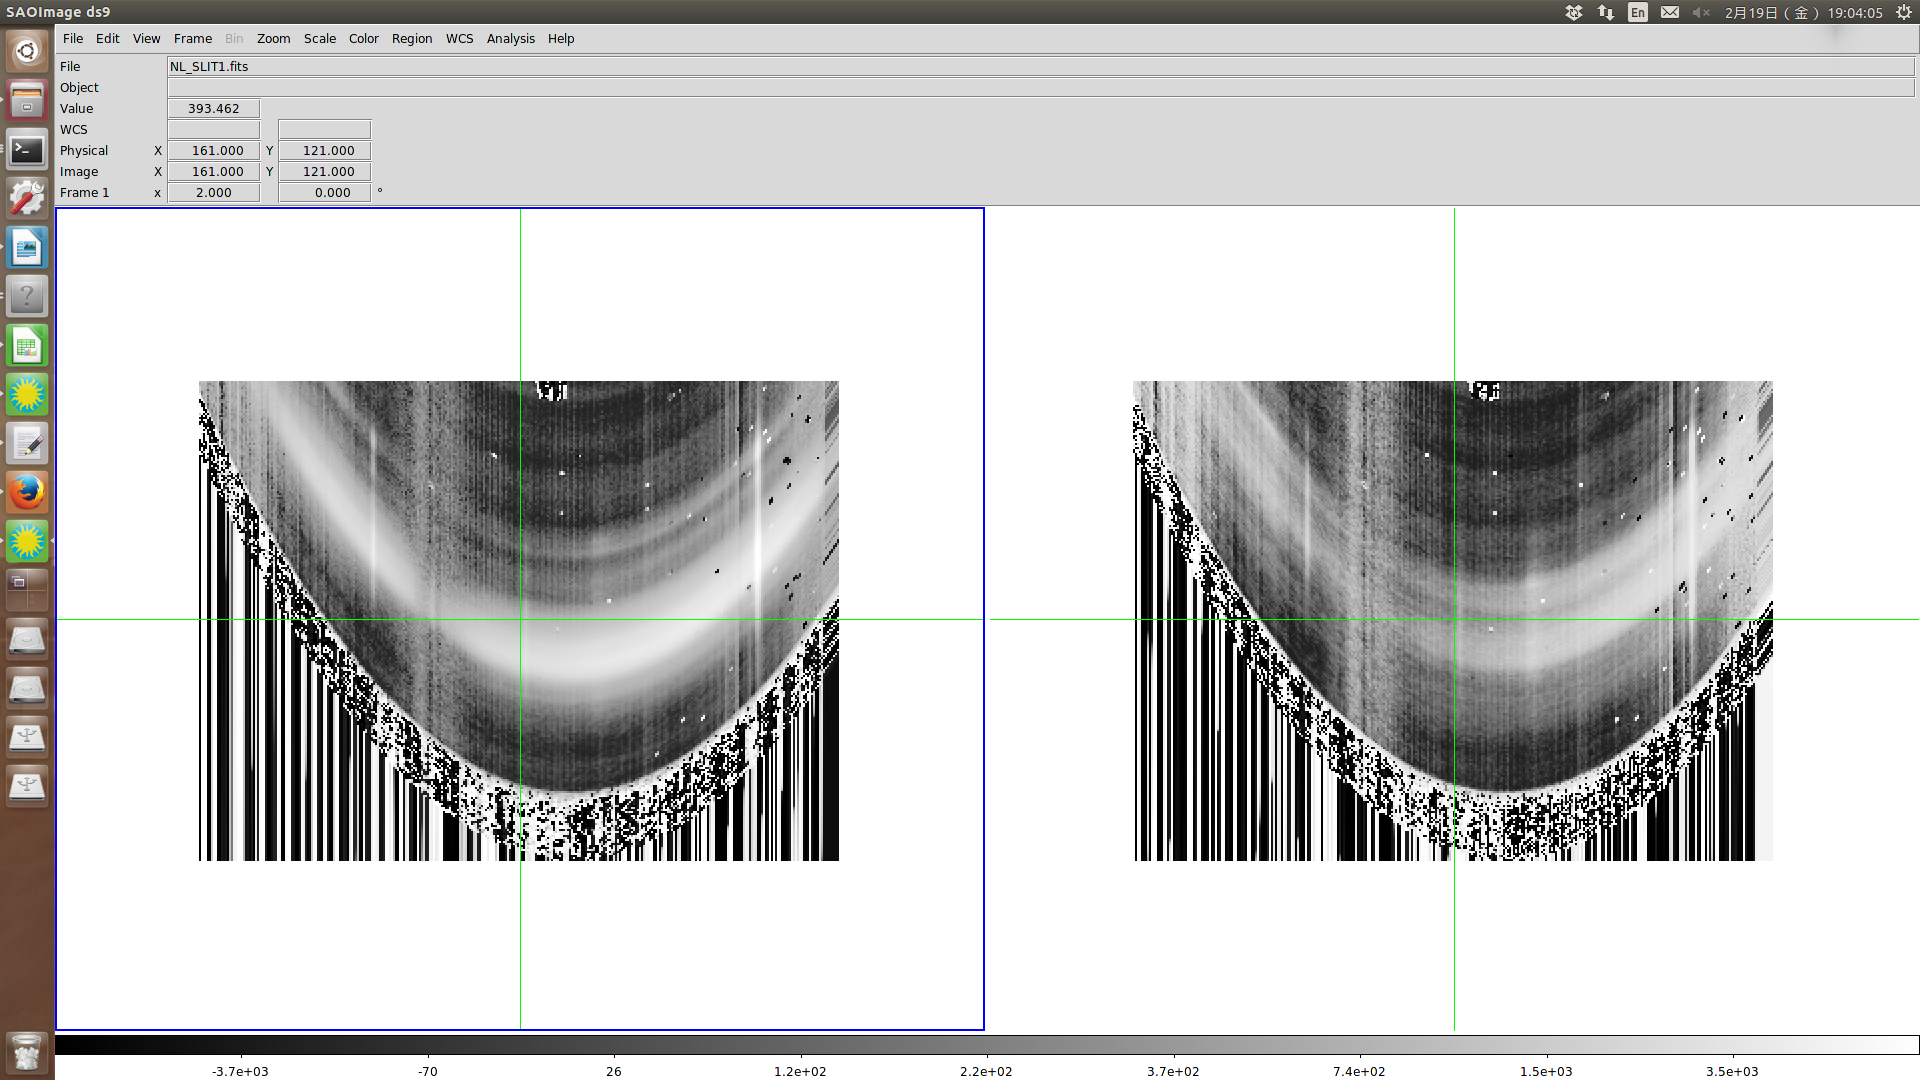 SAOImage ds9
En
2月19日 ( 金 ) 19:04:05
File Edit View Frame Bin Zoom Scale Color Region WCS Analysis Help
File NL_SLIT1.fits
Object
Value 393.462
WCS
Physical X 161.000 Y 121.000
Image X 161.000 Y 121.000
Frame 1 x 2.000 0.000 °
-3.7e+03 -70 26 1.2e+02 2.2e+02 3.7e+02 7.4e+02 1.5e+03 3.5e+03